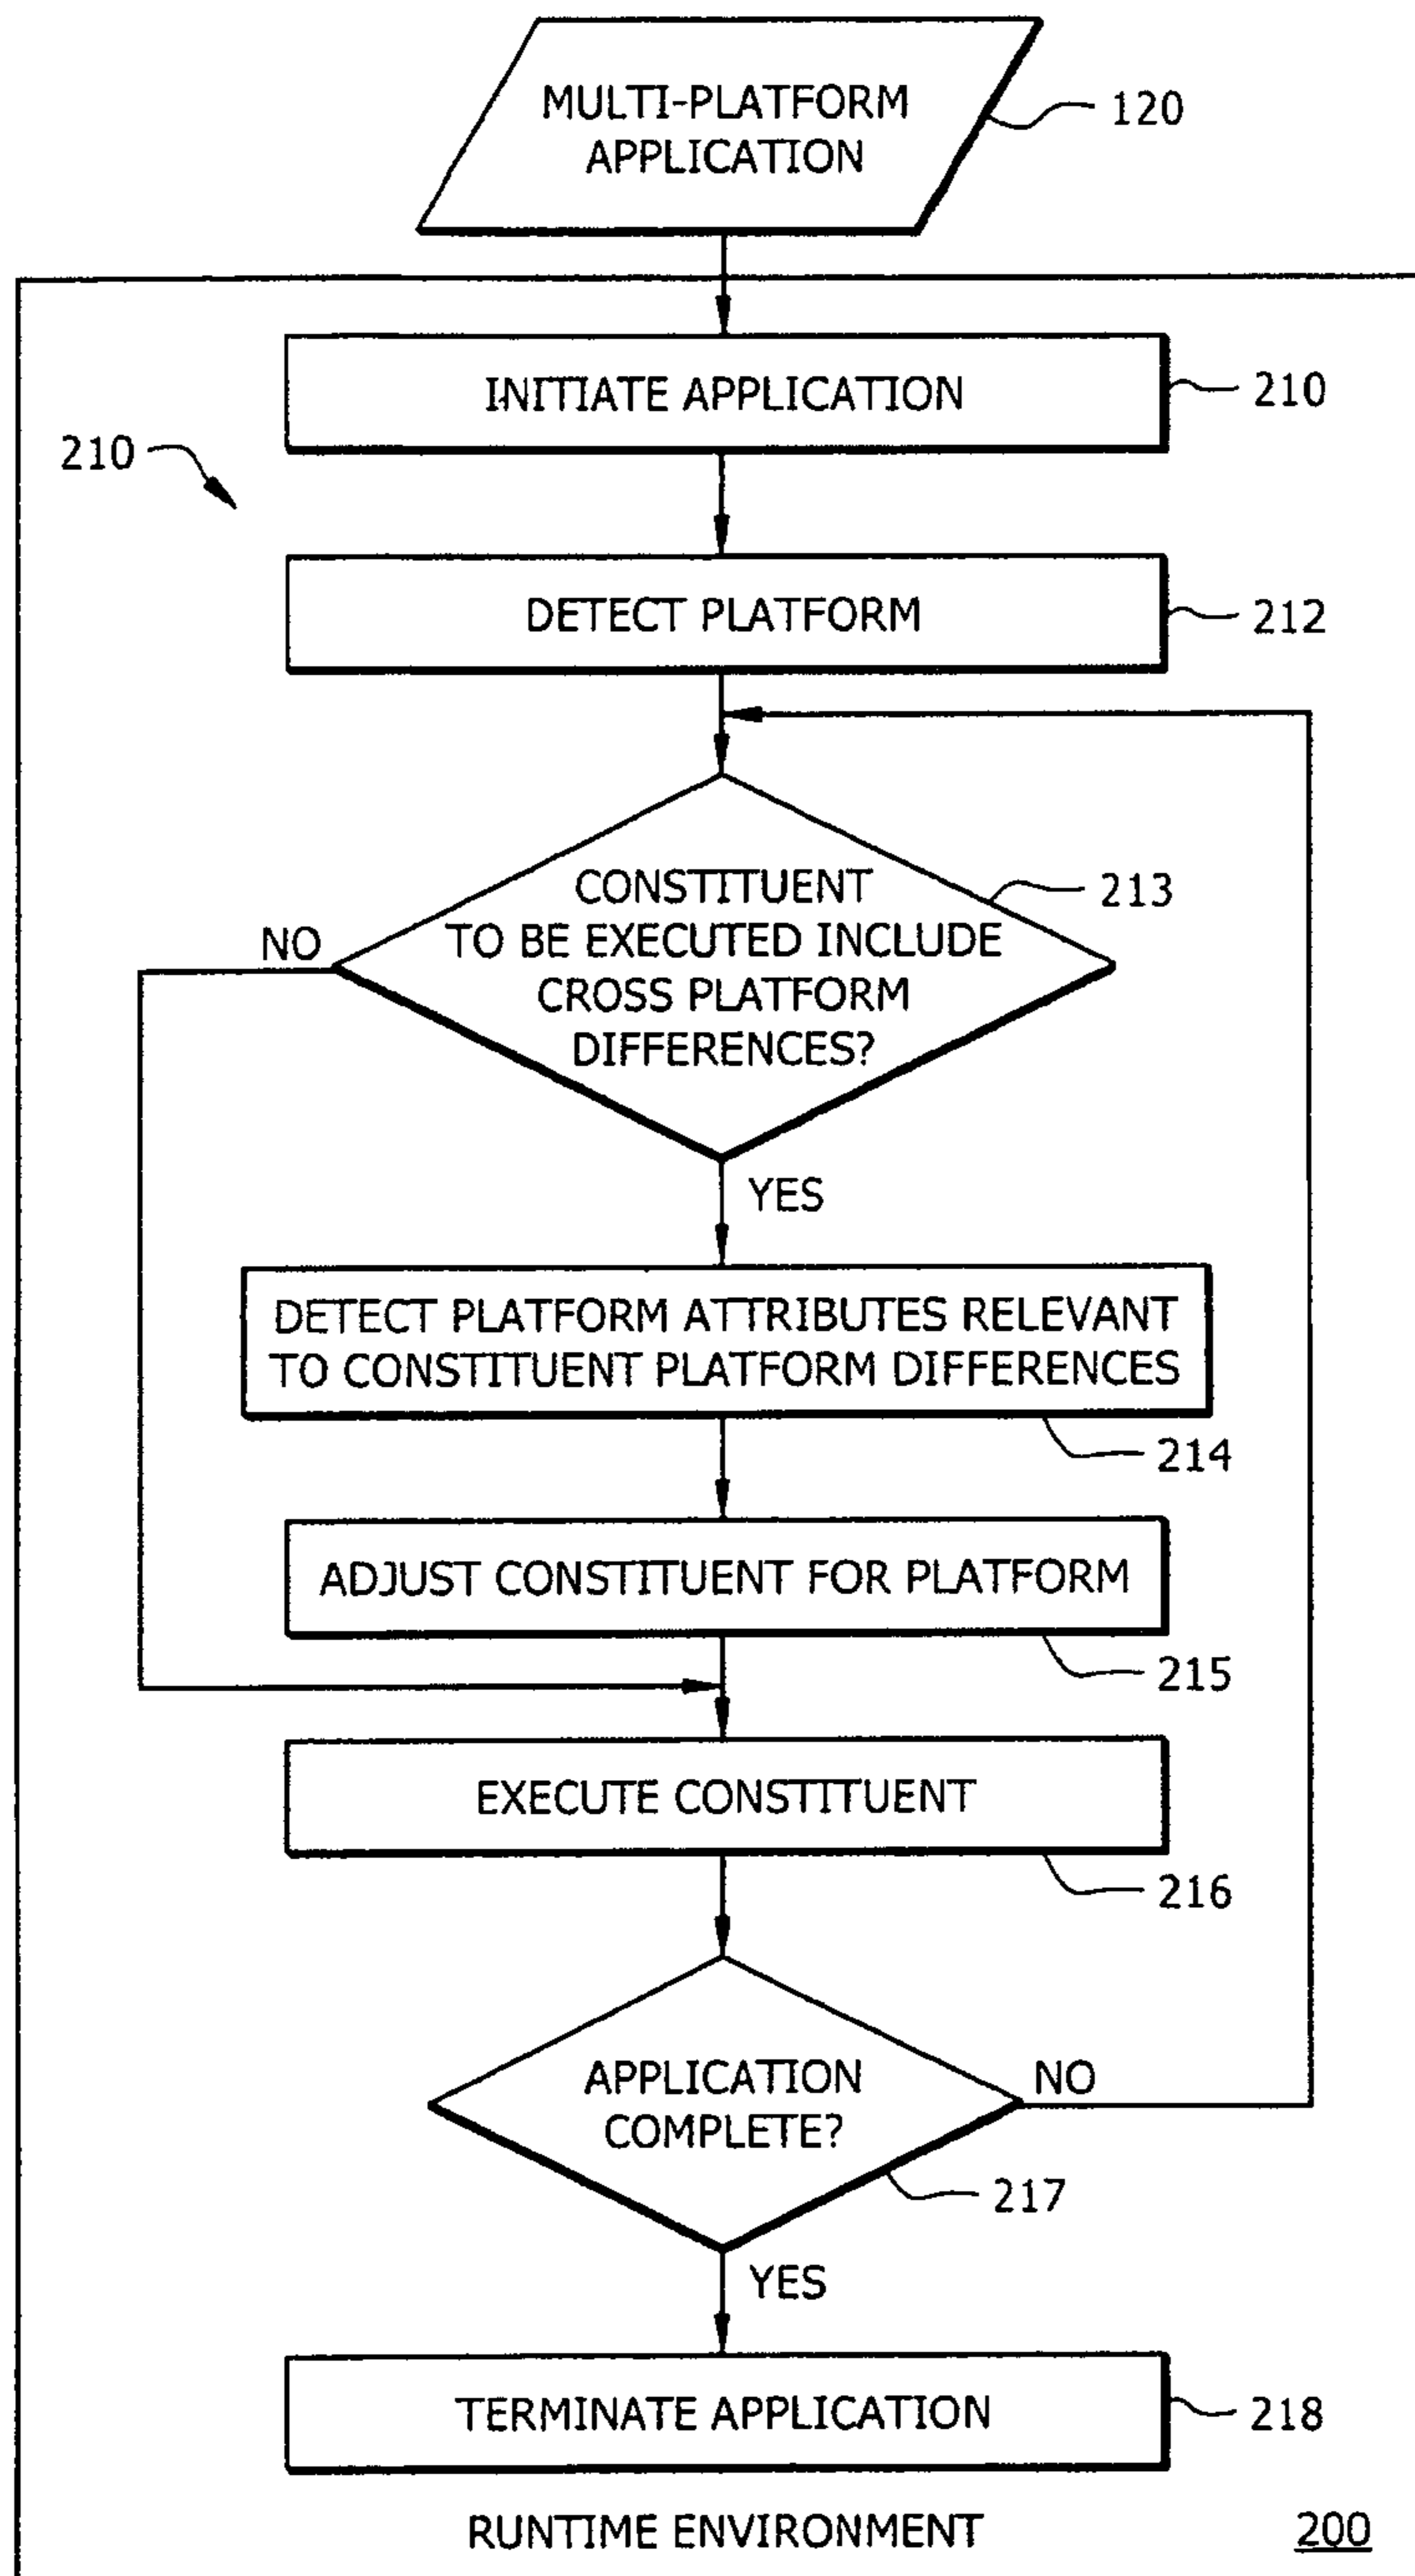 MULTI-PLATFORM
APPLICATION
120
INITIATE APPLICATION
210
210
DETECT PLATFORM
212
CONSTITUENT
TO BE EXECUTED INCLUDE
CROSS PLATFORM
DIFFERENCES?
213
NO
YES
DETECT PLATFORM ATTRIBUTES RELEVANT
TO CONSTITUENT PLATFORM DIFFERENCES
214
ADJUST CONSTITUENT FOR PLATFORM
215
EXECUTE CONSTITUENT
216
APPLICATION
COMPLETE?
NO
217
YES
TERMINATE APPLICATION
218
RUNTIME ENVIRONMENT
200